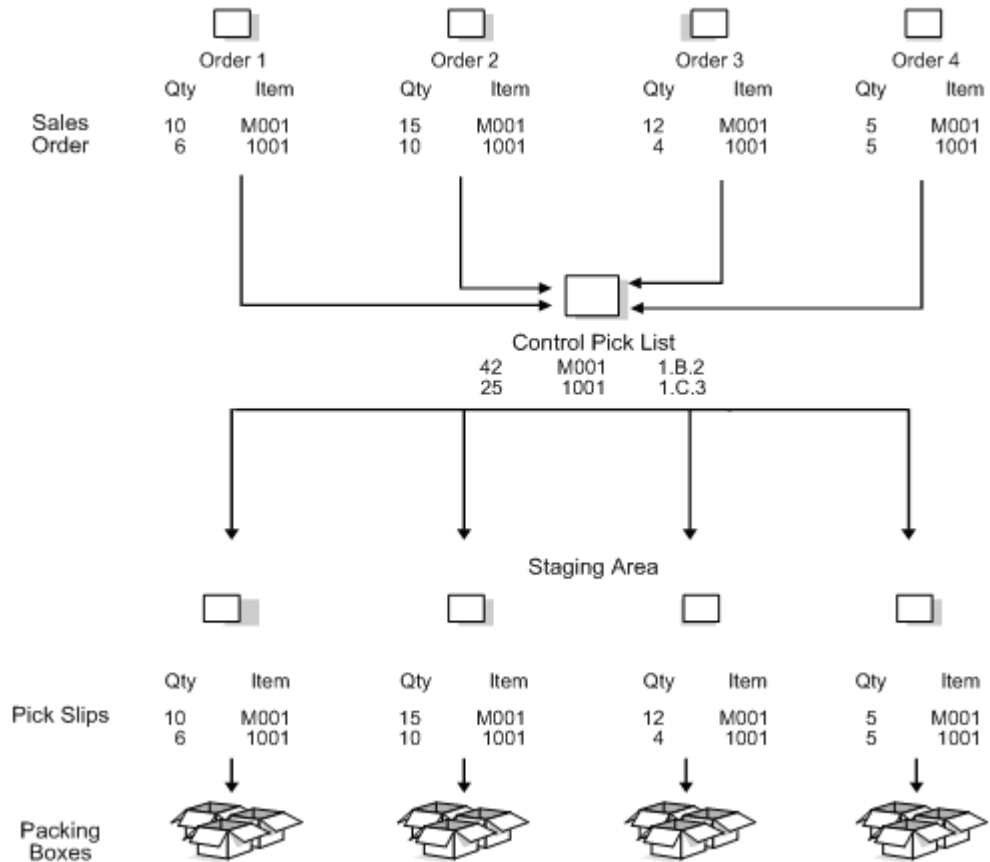 Order 1 Order 2 Order 3 Order 4
Qty Item Qty Item Qty Item Qty Item
Sales Order
10 M001 15 M001 12 M001 5 M001
6 1001 10 1001 4 1001 5 1001
Control Pick List
42 M001 1.B.2
25 1001 1.C.3
Staging Area
Qty Item Qty Item Qty Item Qty Item
Pick Slips
10 M001 15 M001 12 M001 5 M001
6 1001 10 1001 4 1001 5 1001
Packing
Boxes